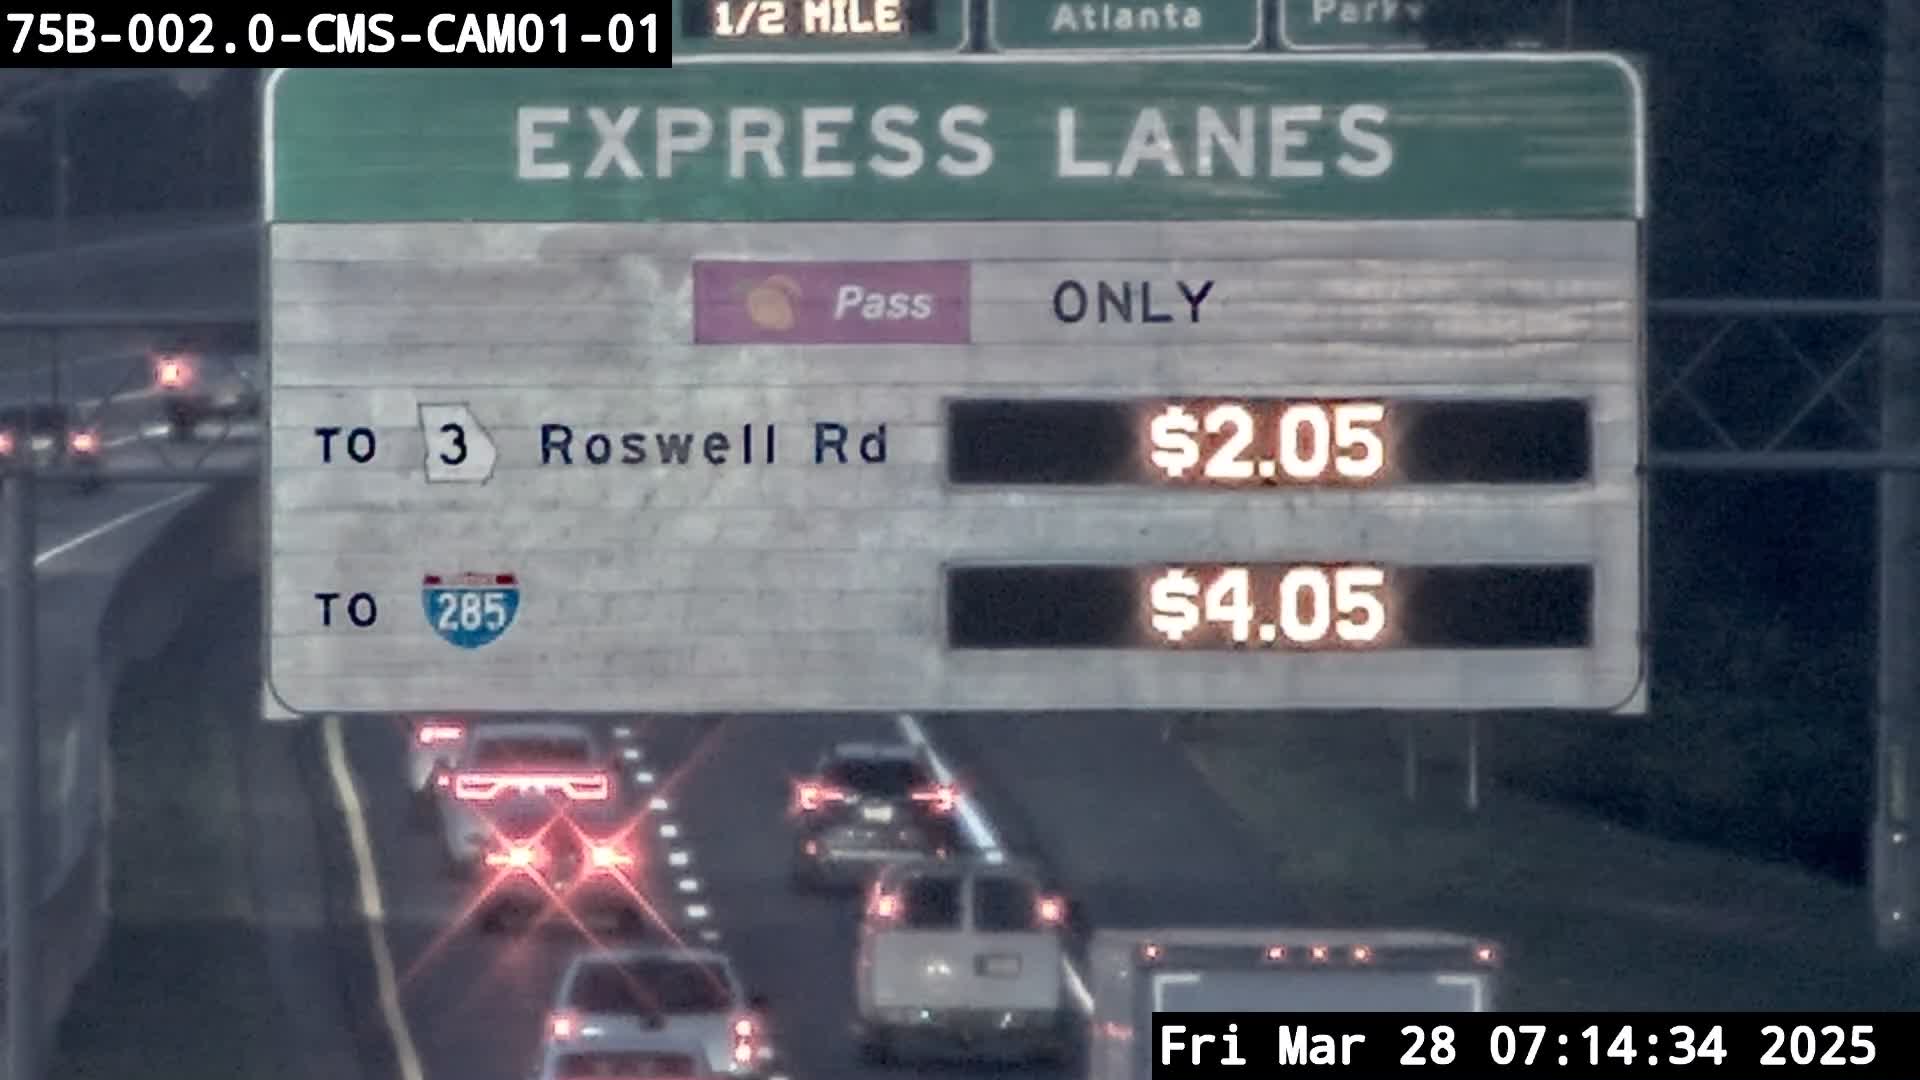 75B-002.0-CMS-CAM01-01
1/2 MILE
Atlanta
EXPRESS LANES
Pass ONLY
TO 3 Roswell Rd $2.05
TO 285 $4.05
Fri Mar 28 07:14:34 2025